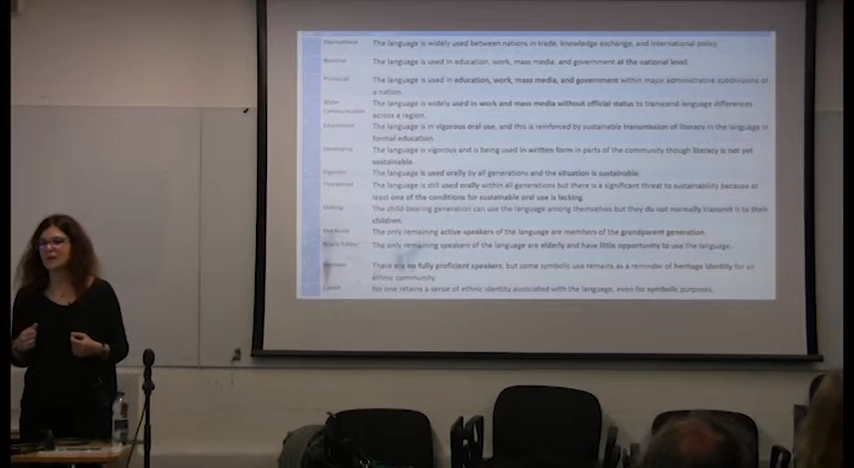 International The language is widely used between nations in trade, knowledge exchange, and international policy.
National The language is used in education, work, mass media, and government at the national level
Provincial The language is used in education, work, mass media, and government within major administrative subdivisions of
a nation.
Wider The language is widely used in work and mass media without official status to transcend language differences
Communication across a region.
Educational The language is in vigorous oral use, and this is reinforced by sustainable transmission of literacy in the language in
formal education.
Developing The language is vigorous and is being used in written form in parts of the community though literacy is not yet
sustainable.
Vigorous The language is used orally by all generations and the situation is sustainable.
Threatened The language is still used orally within all generations but there is a significant threat to sustainability because at
least one of the conditions for sustainable oral use is lacking.
Shifting The child-bearing generation can use the language among themselves but they do not normally transmit it to their
children.
Moribund The only remaining active speakers of the language are members of the grandparent generation.
Nearly Extinct The only remaining speakers of the language are elderly and have little opportunity to use the language.
Dormant There are no fully proficient speakers, but some symbolic use remains as a reminder of heritage identity for an
ethnic community.
Extinct No one retains a sense of ethnic identity associated with the language, even for symbolic purposes.